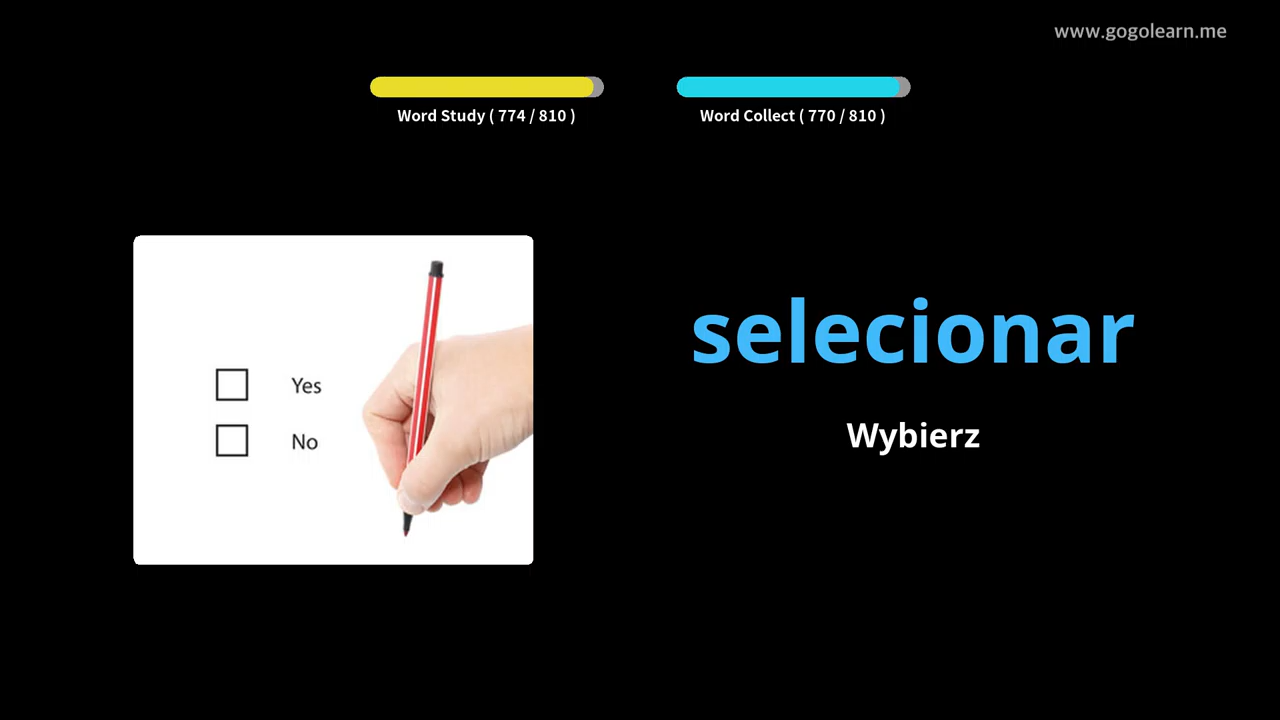 www.gogolearn.me
Word Study ( 774 / 810 )
Word Collect ( 770 / 810 )
Yes
No
selecionar
Wybierz